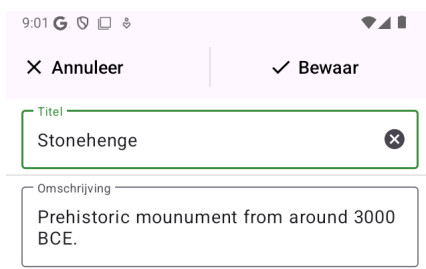 9:01
Annuleer
Bewaar
Titel
Stonehenge
Omschrijving
Prehistoric mounument from around 3000
BCE.